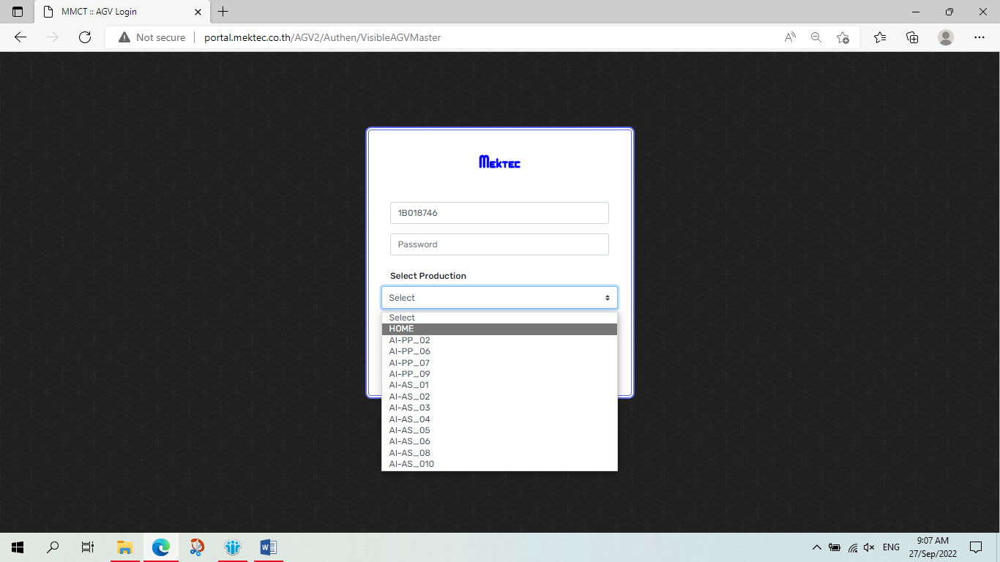 MMCT :: AGV Login
Not secure
portal.mektec.co.th/AGV2/Authen/VisibleAGVMaster
MEKTEC
1B018746
Password
Select Production
Select
Select
HOME
AI-PP_02
AI-PP_06
AI-PP_07
AI-PP_09
AI-AS_01
AI-AS_02
AI-AS_03
AI-AS_04
AI-AS_05
AI-AS_06
AI-AS_08
AI-AS_010
ENG
9:07 AM
27/Sep/2022